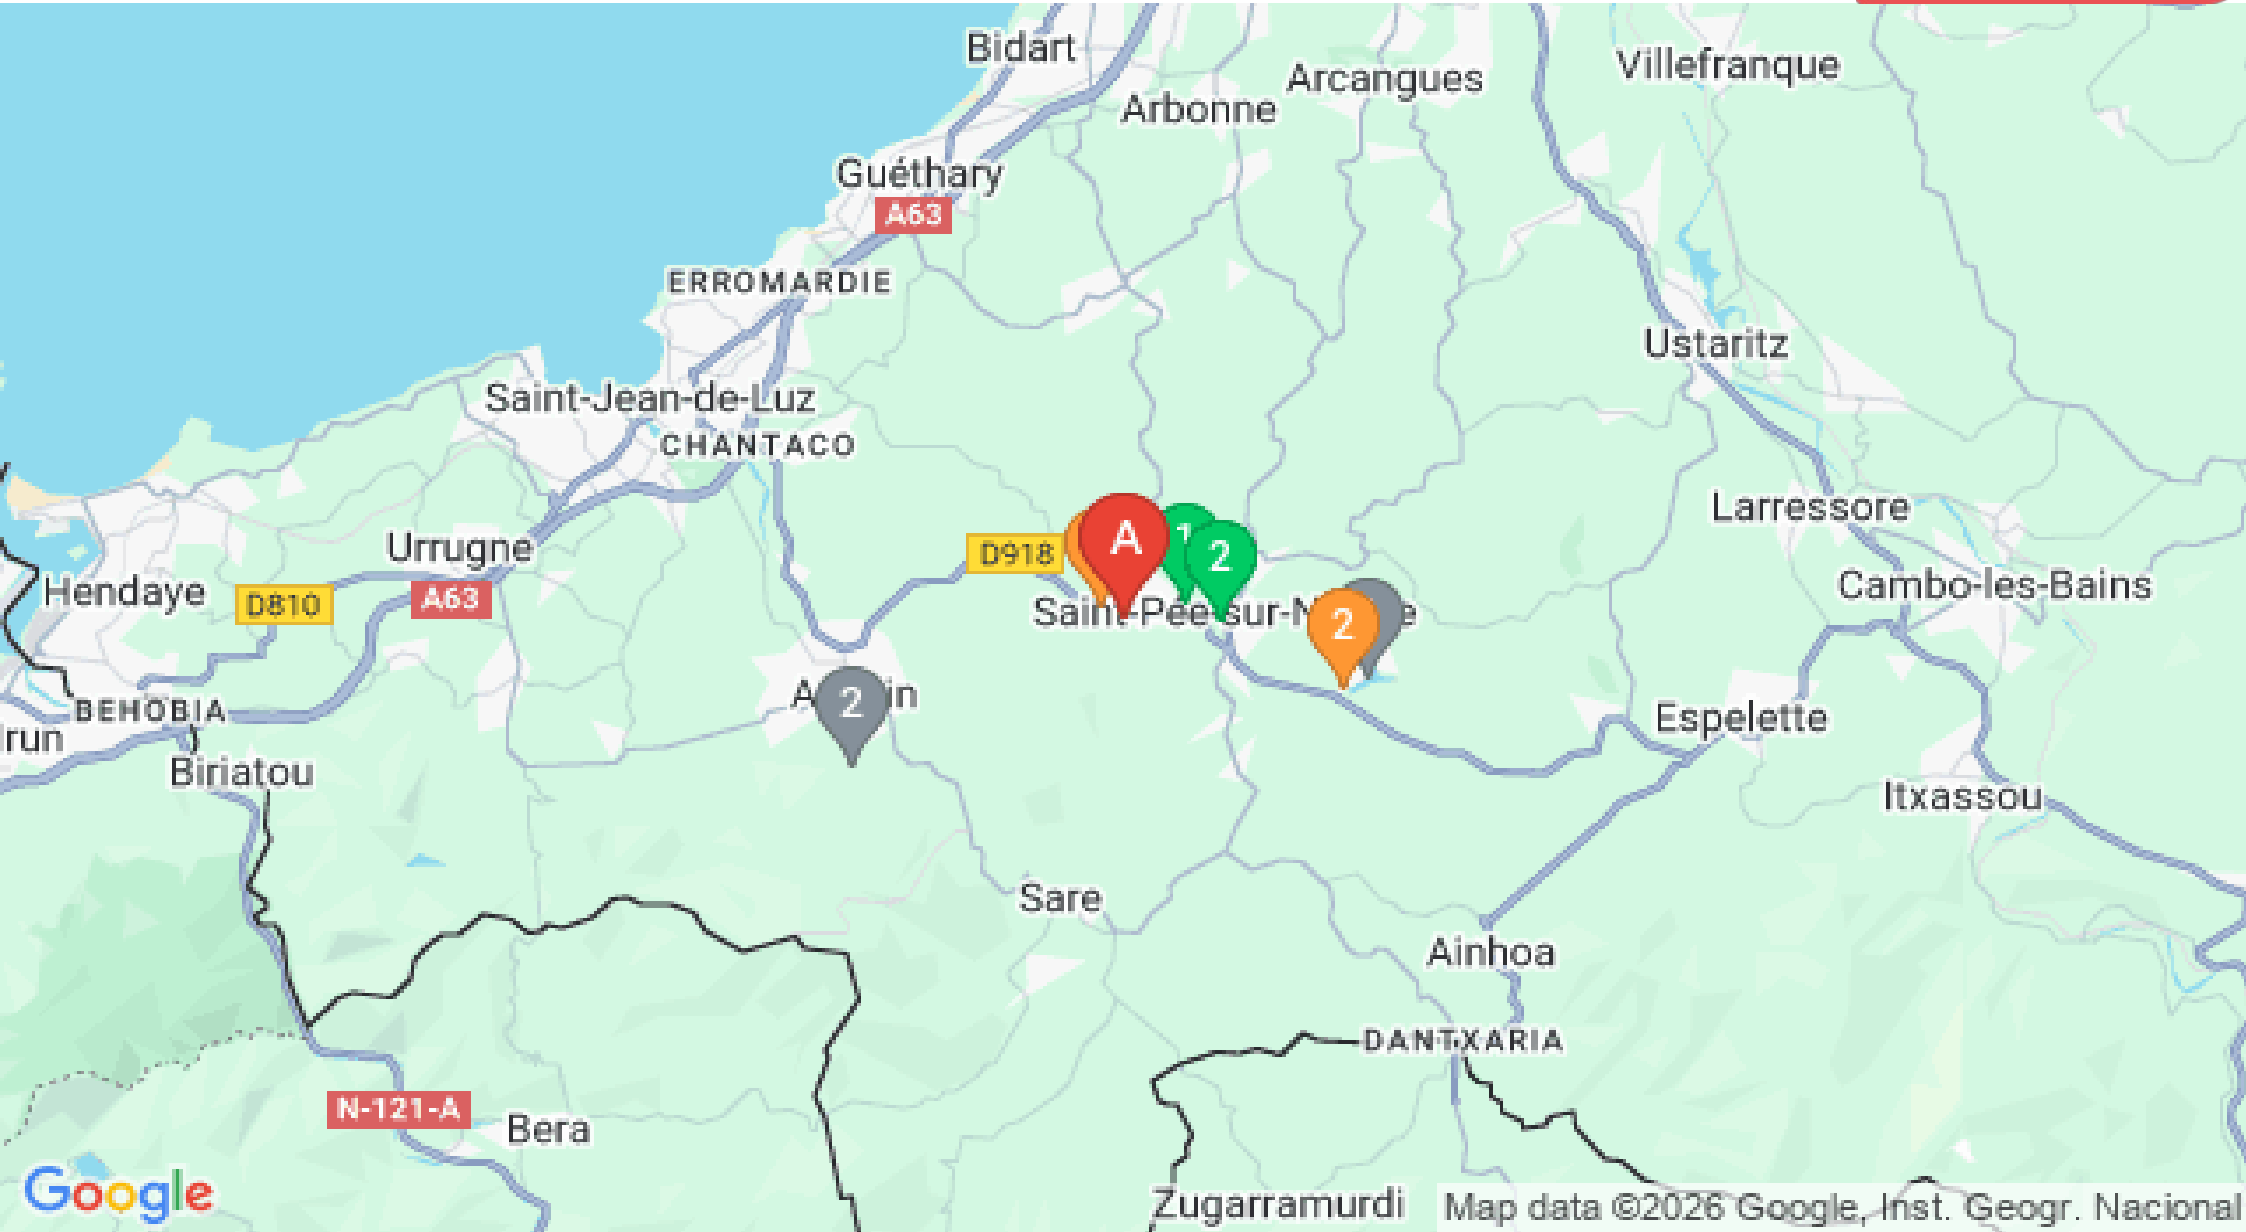 Bidart
Arcangues
Villefranque
Arbonne
Guéthary
A63
ERROMARDIE
Ustaritz
Saint-Jean-de-Luz
CHANTACO
Larressore
A
1
2
D918
Urrugne
Hendaye
D810
A63
Cambo-les-Bains
2
2
BEHOBIA
Irun
Espelette
Biriatou
Itxassou
Sare
Ainhoa
DANTXARIA
N-121-A
Bera
Google
Zugarramurdi
Map data ©2026 Google, Inst. Geogr. Nacional